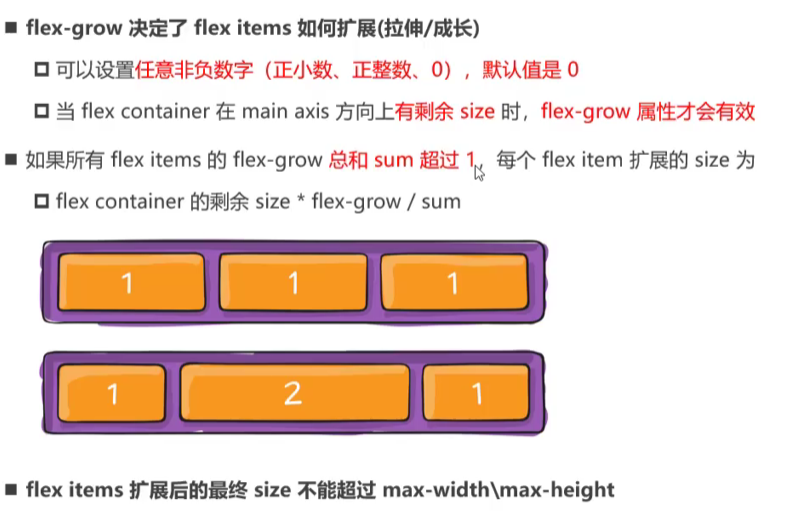 ■ flex-grow 决定了 flex items 如何扩展(拉伸/成长)
可以设置任意非负数字（正小数、正整数、0），默认值是 0
当 flex container 在 main axis 方向上有剩余 size 时，flex-grow 属性才会有效
■ 如果所有 flex items 的 flex-grow 总和 sum 超过 1，每个 flex item 扩展的 size 为
flex container 的剩余 size * flex-grow / sum
1 1 1
1 2 1
■ flex items 扩展后的最终 size 不能超过 max-width\max-height